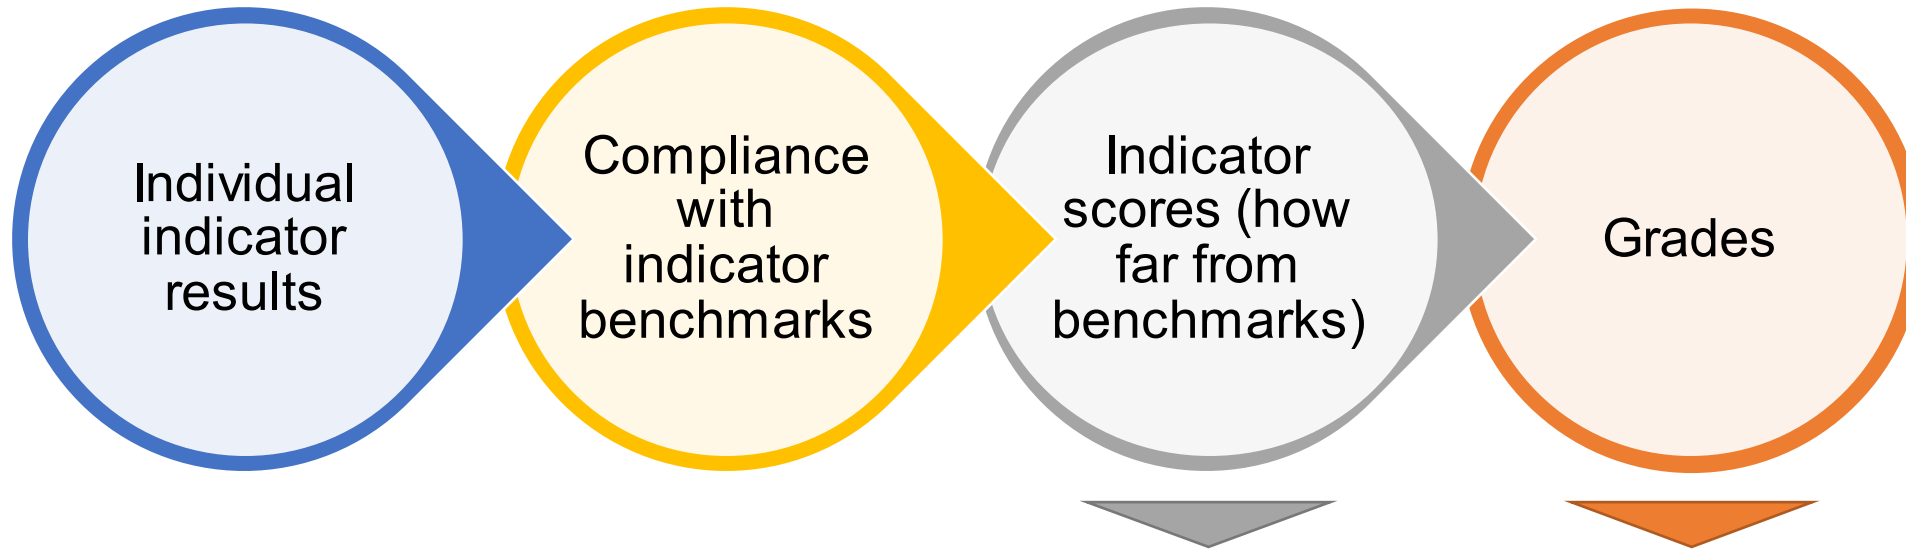 Individual
indicator
results
Compliance
with
indicator
benchmarks
Indicator
scores (how
far from
benchmarks)
Grades